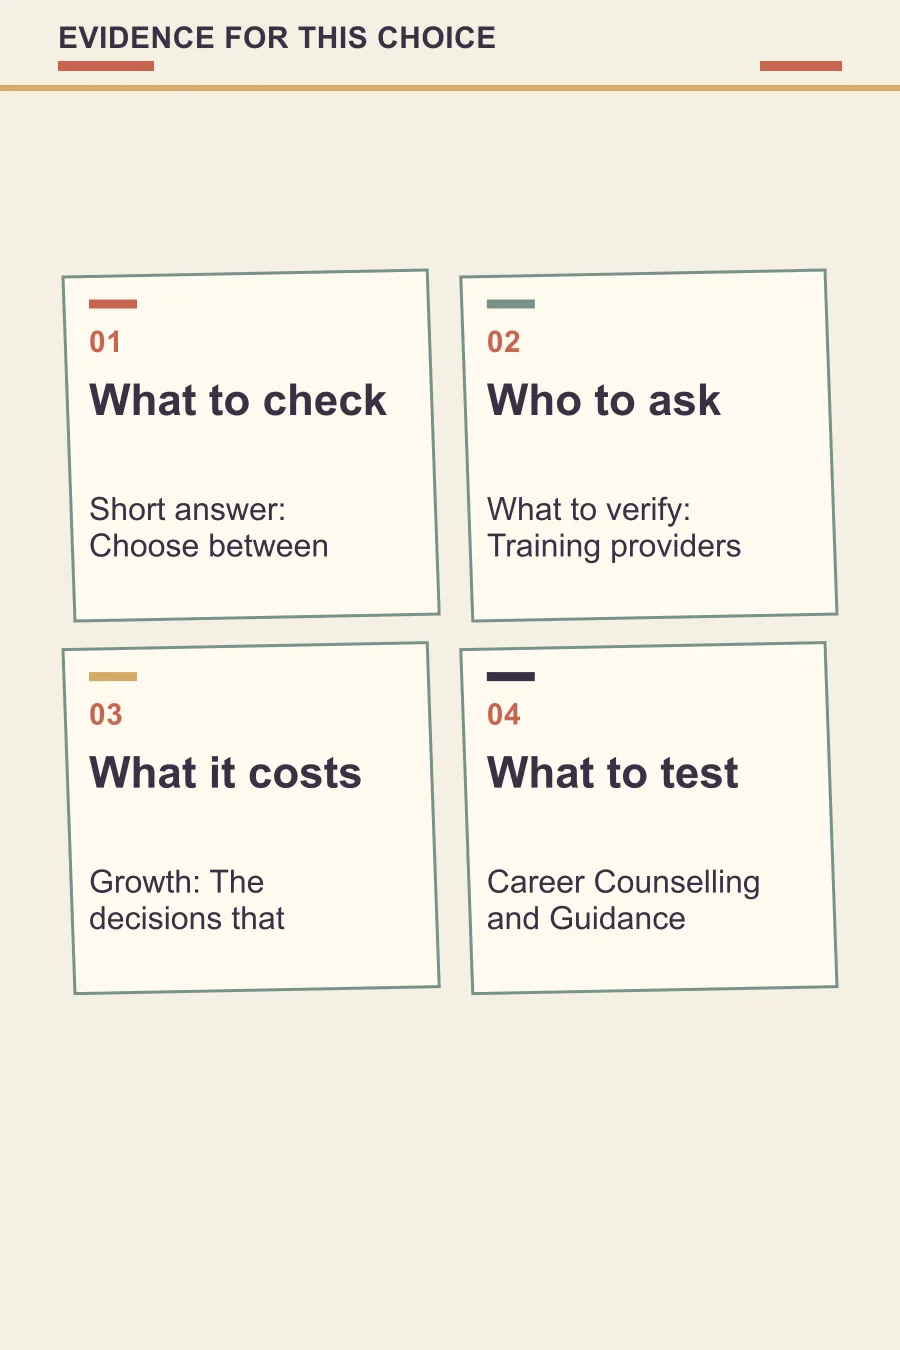 EVIDENCE FOR THIS CHOICE
01
What to check
Short answer:
Choose between
02
Who to ask
What to verify:
Training providers
03
What it costs
Growth: The
decisions that
04
What to test
Career Counselling
and Guidance